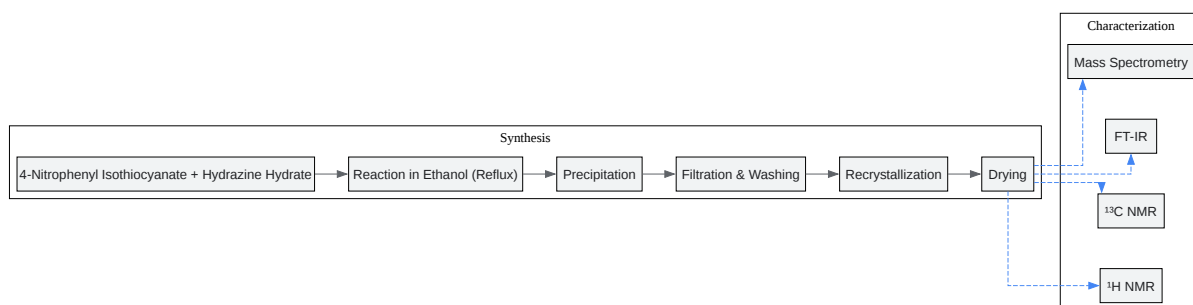 Characterization
Mass Spectrometry
FT-IR
Synthesis
4-Nitrophenyl Isothiocyanate + Hydrazine Hydrate
Reaction in Ethanol (Reflux)
Precipitation
Filtration & Washing
Recrystallization
Drying
¹³C NMR
¹H NMR